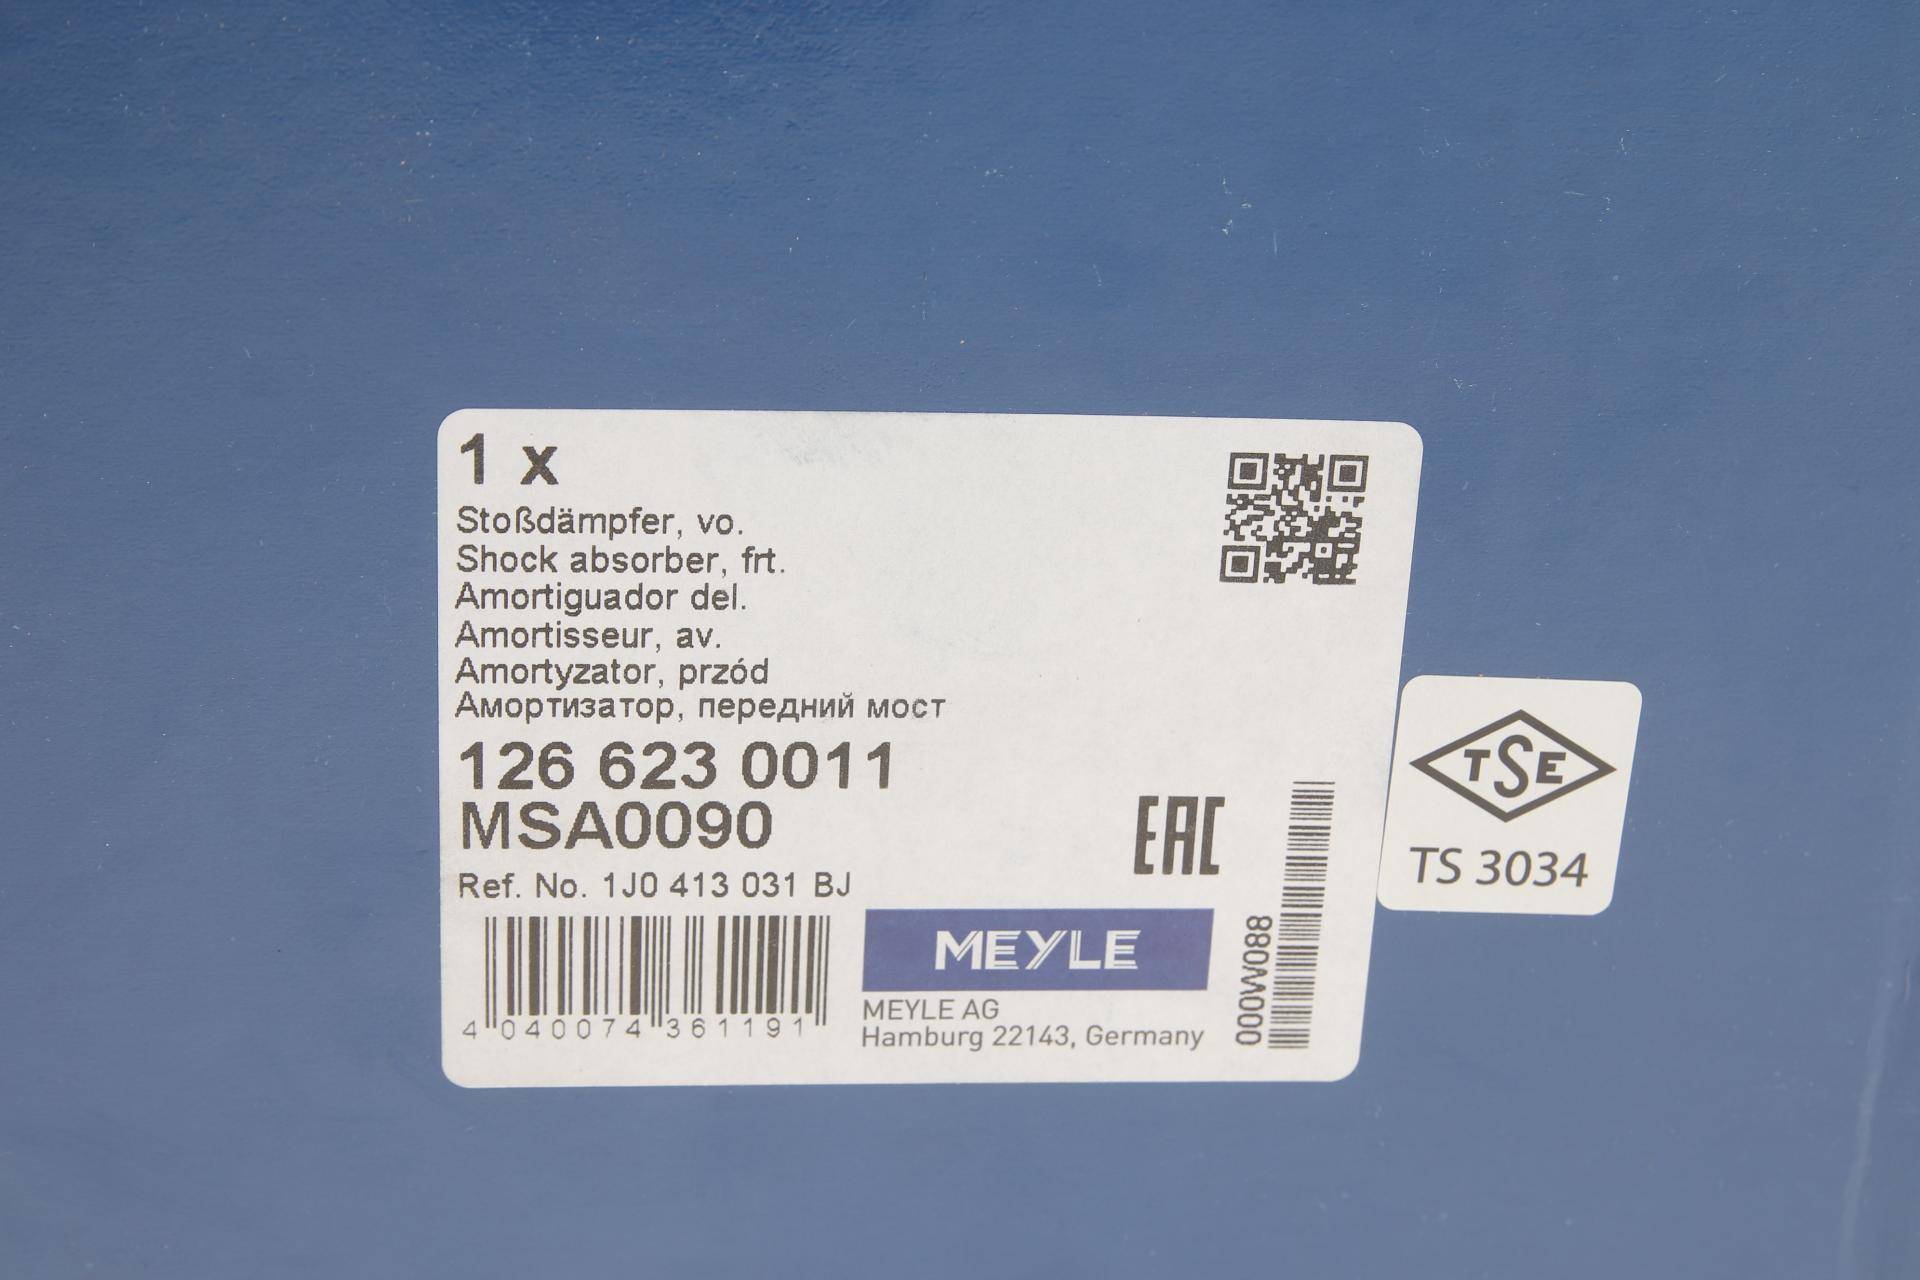 1 x
Stoßdämpfer, vo.
Shock absorber, frt.
Amortiguador del.
Amortisseur, av.
Amortyzator, przód
Амортизатор, передний мост
126 623 0011
MSA0090
Ref. No. 1J0 413 031 BJ
4 040074 361191
EAC
MEYLE
MEYLE AG
Hamburg 22143, Germany
000W088
TSE
TS 3034